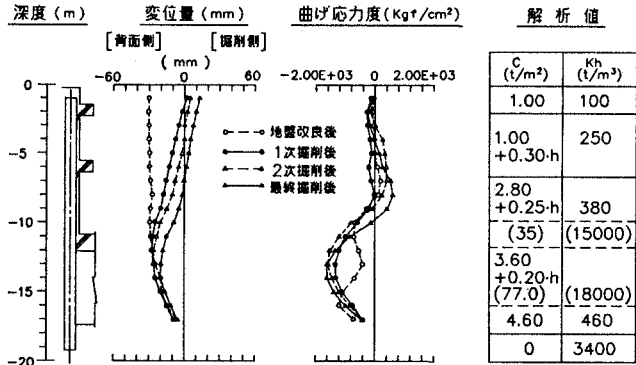 深度(m) 変位量(mm) 曲げ応力度(Kgf/cm²) 解析値
[背面側] [掘削側]
(mm)
-60 0 60
-2.00E+03 0 2.00E+03
0
-5
-10
-15
-20
地盤改良後
1次掘削後
2次掘削後
最終掘削後
C (t/m²) Kh (t/m³)
1.00 100
1.00 +0.30·h 250
2.80 +0.25·h 380
(35) (15000)
3.60 +0.20·h
(77.0) (18000)
4.60 460
0 3400